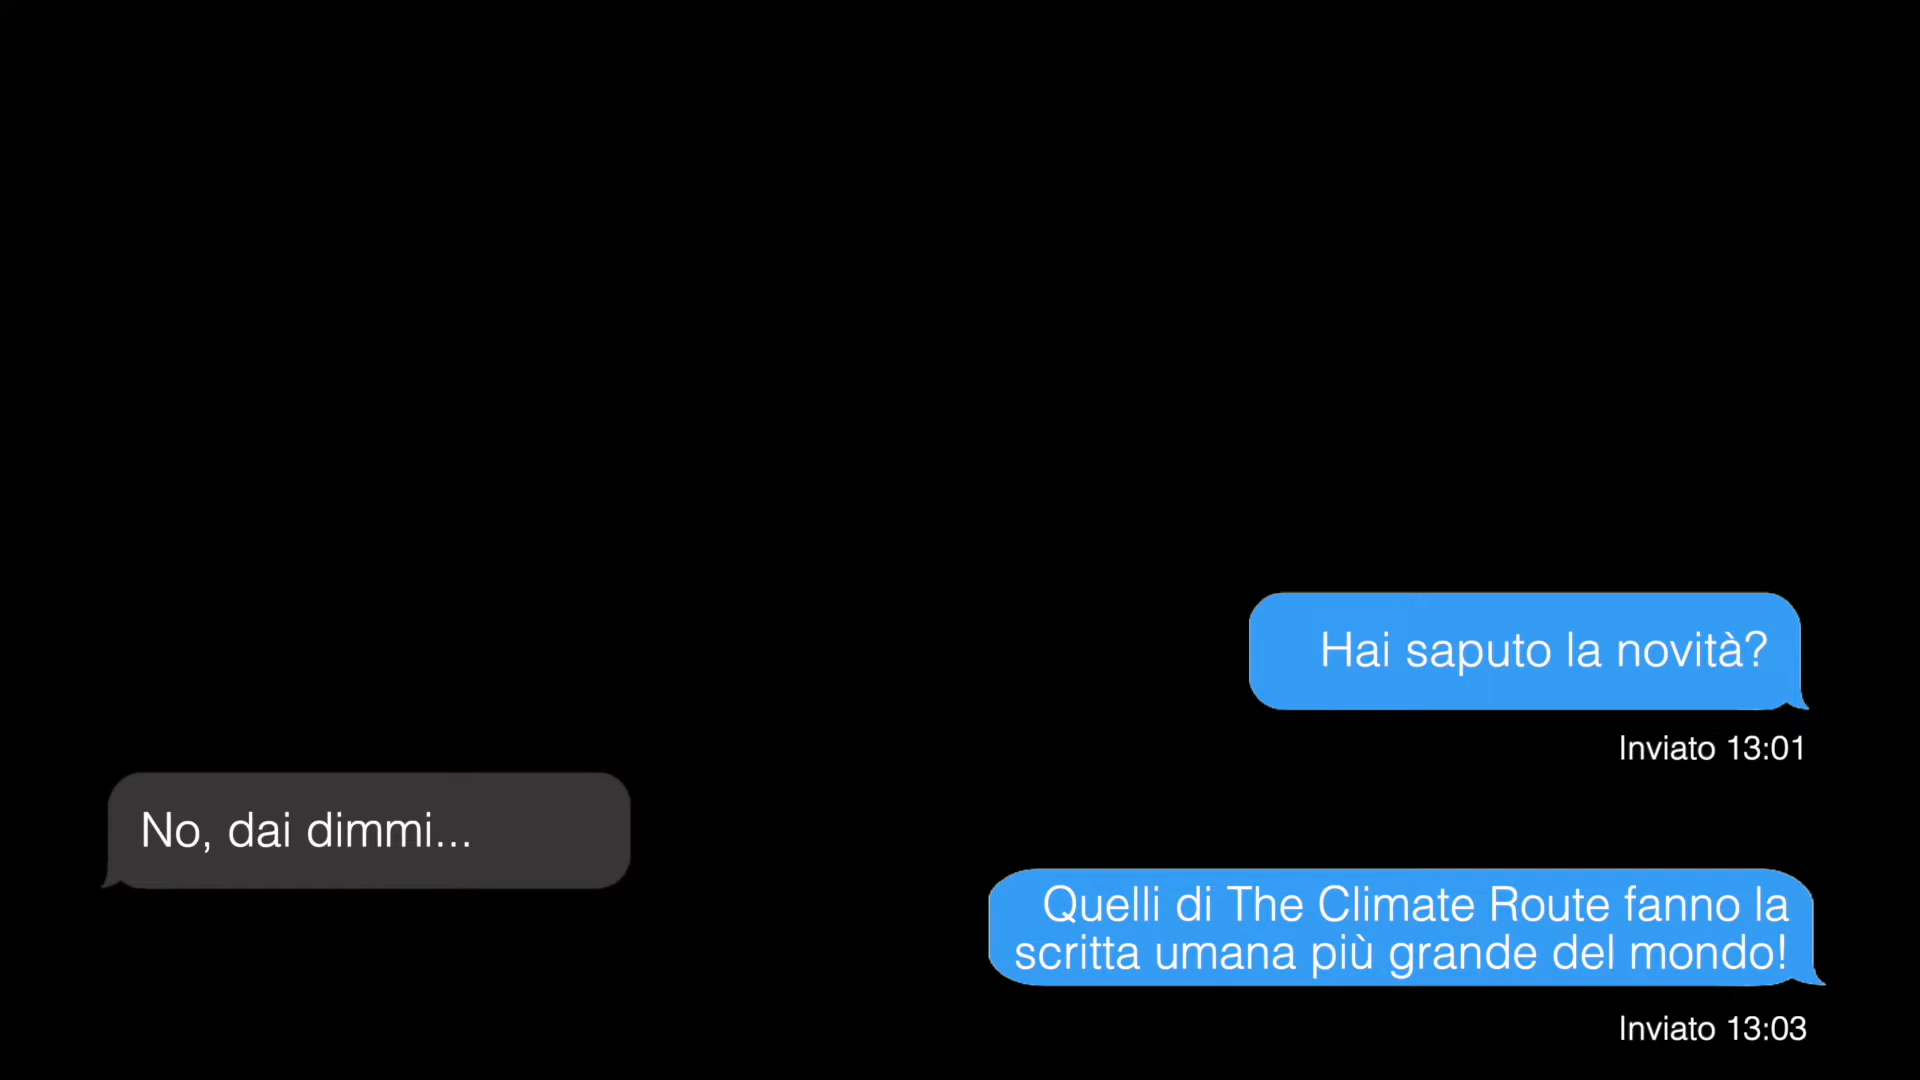 Hai saputo la novità?
Inviato 13:01
No, dai dimmi...
Quelli di The Climate Route fanno la
scritta umana più grande del mondo!
Inviato 13:03